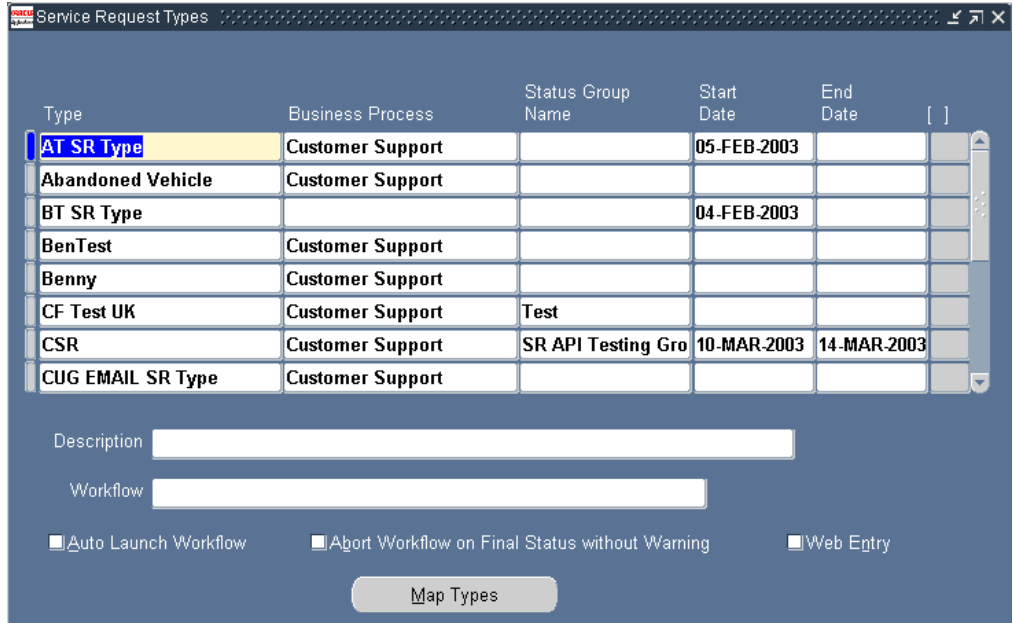 ORACLE Service Request Types
Status Group Start End
Type Business Process Name Date Date [ ]
AT SR Type Customer Support 05-FEB-2003
Abandoned Vehicle Customer Support
BT SR Type 04-FEB-2003
BenTest Customer Support
Benny Customer Support
CF Test UK Customer Support Test
CSR Customer Support SR API Testing Gro 10-MAR-2003 14-MAR-2003
CUG EMAIL SR Type Customer Support
Description
Workflow
Auto Launch Workflow Abort Workflow on Final Status without Warning Web Entry
Map Types